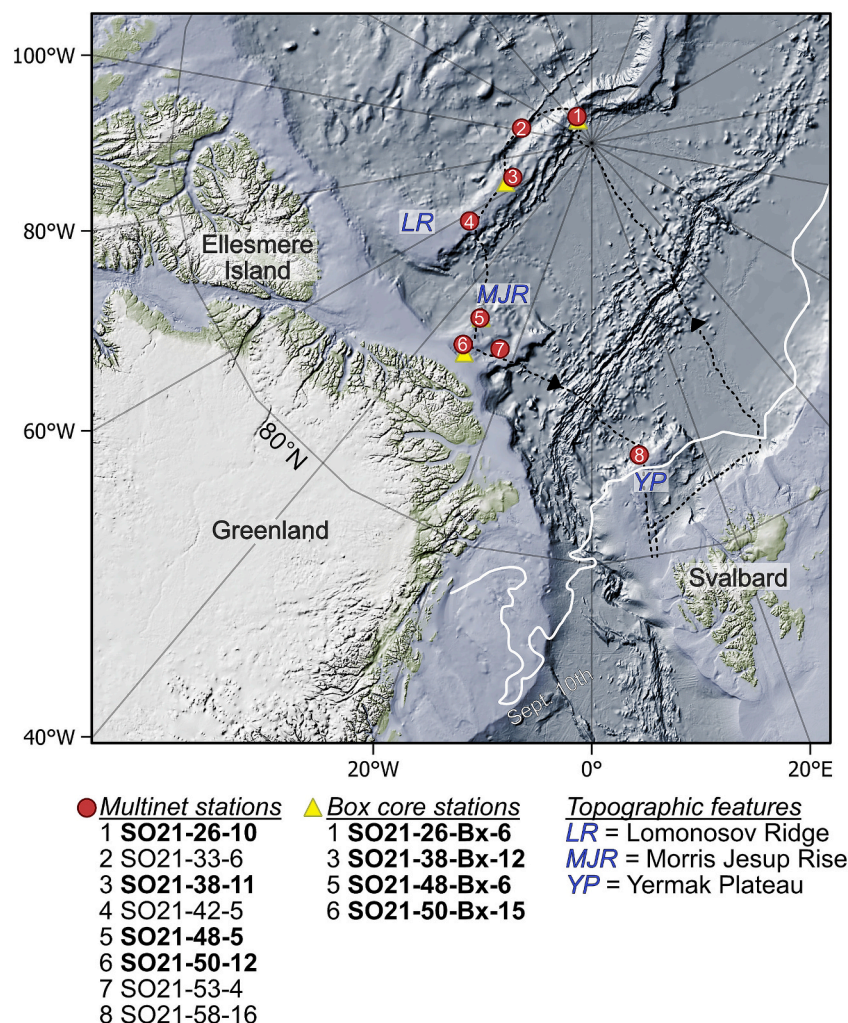 100°W
80°W
60°W
40°W
20°W
0°
20°E
1
2
3
LR
4
Ellesmere
Island
MJR
5
6
7
80°N
8
YP
Greenland
Svalbard
Sept. 10th
Multinet stations
1 SO21-26-10
2 SO21-33-6
3 SO21-38-11
4 SO21-42-5
5 SO21-48-5
6 SO21-50-12
7 SO21-53-4
8 SO21-58-16
Box core stations
1 SO21-26-Bx-6
3 SO21-38-Bx-12
5 SO21-48-Bx-6
6 SO21-50-Bx-15
Topographic features
LR = Lomonosov Ridge
MJR = Morris Jesup Rise
YP = Yermak Plateau